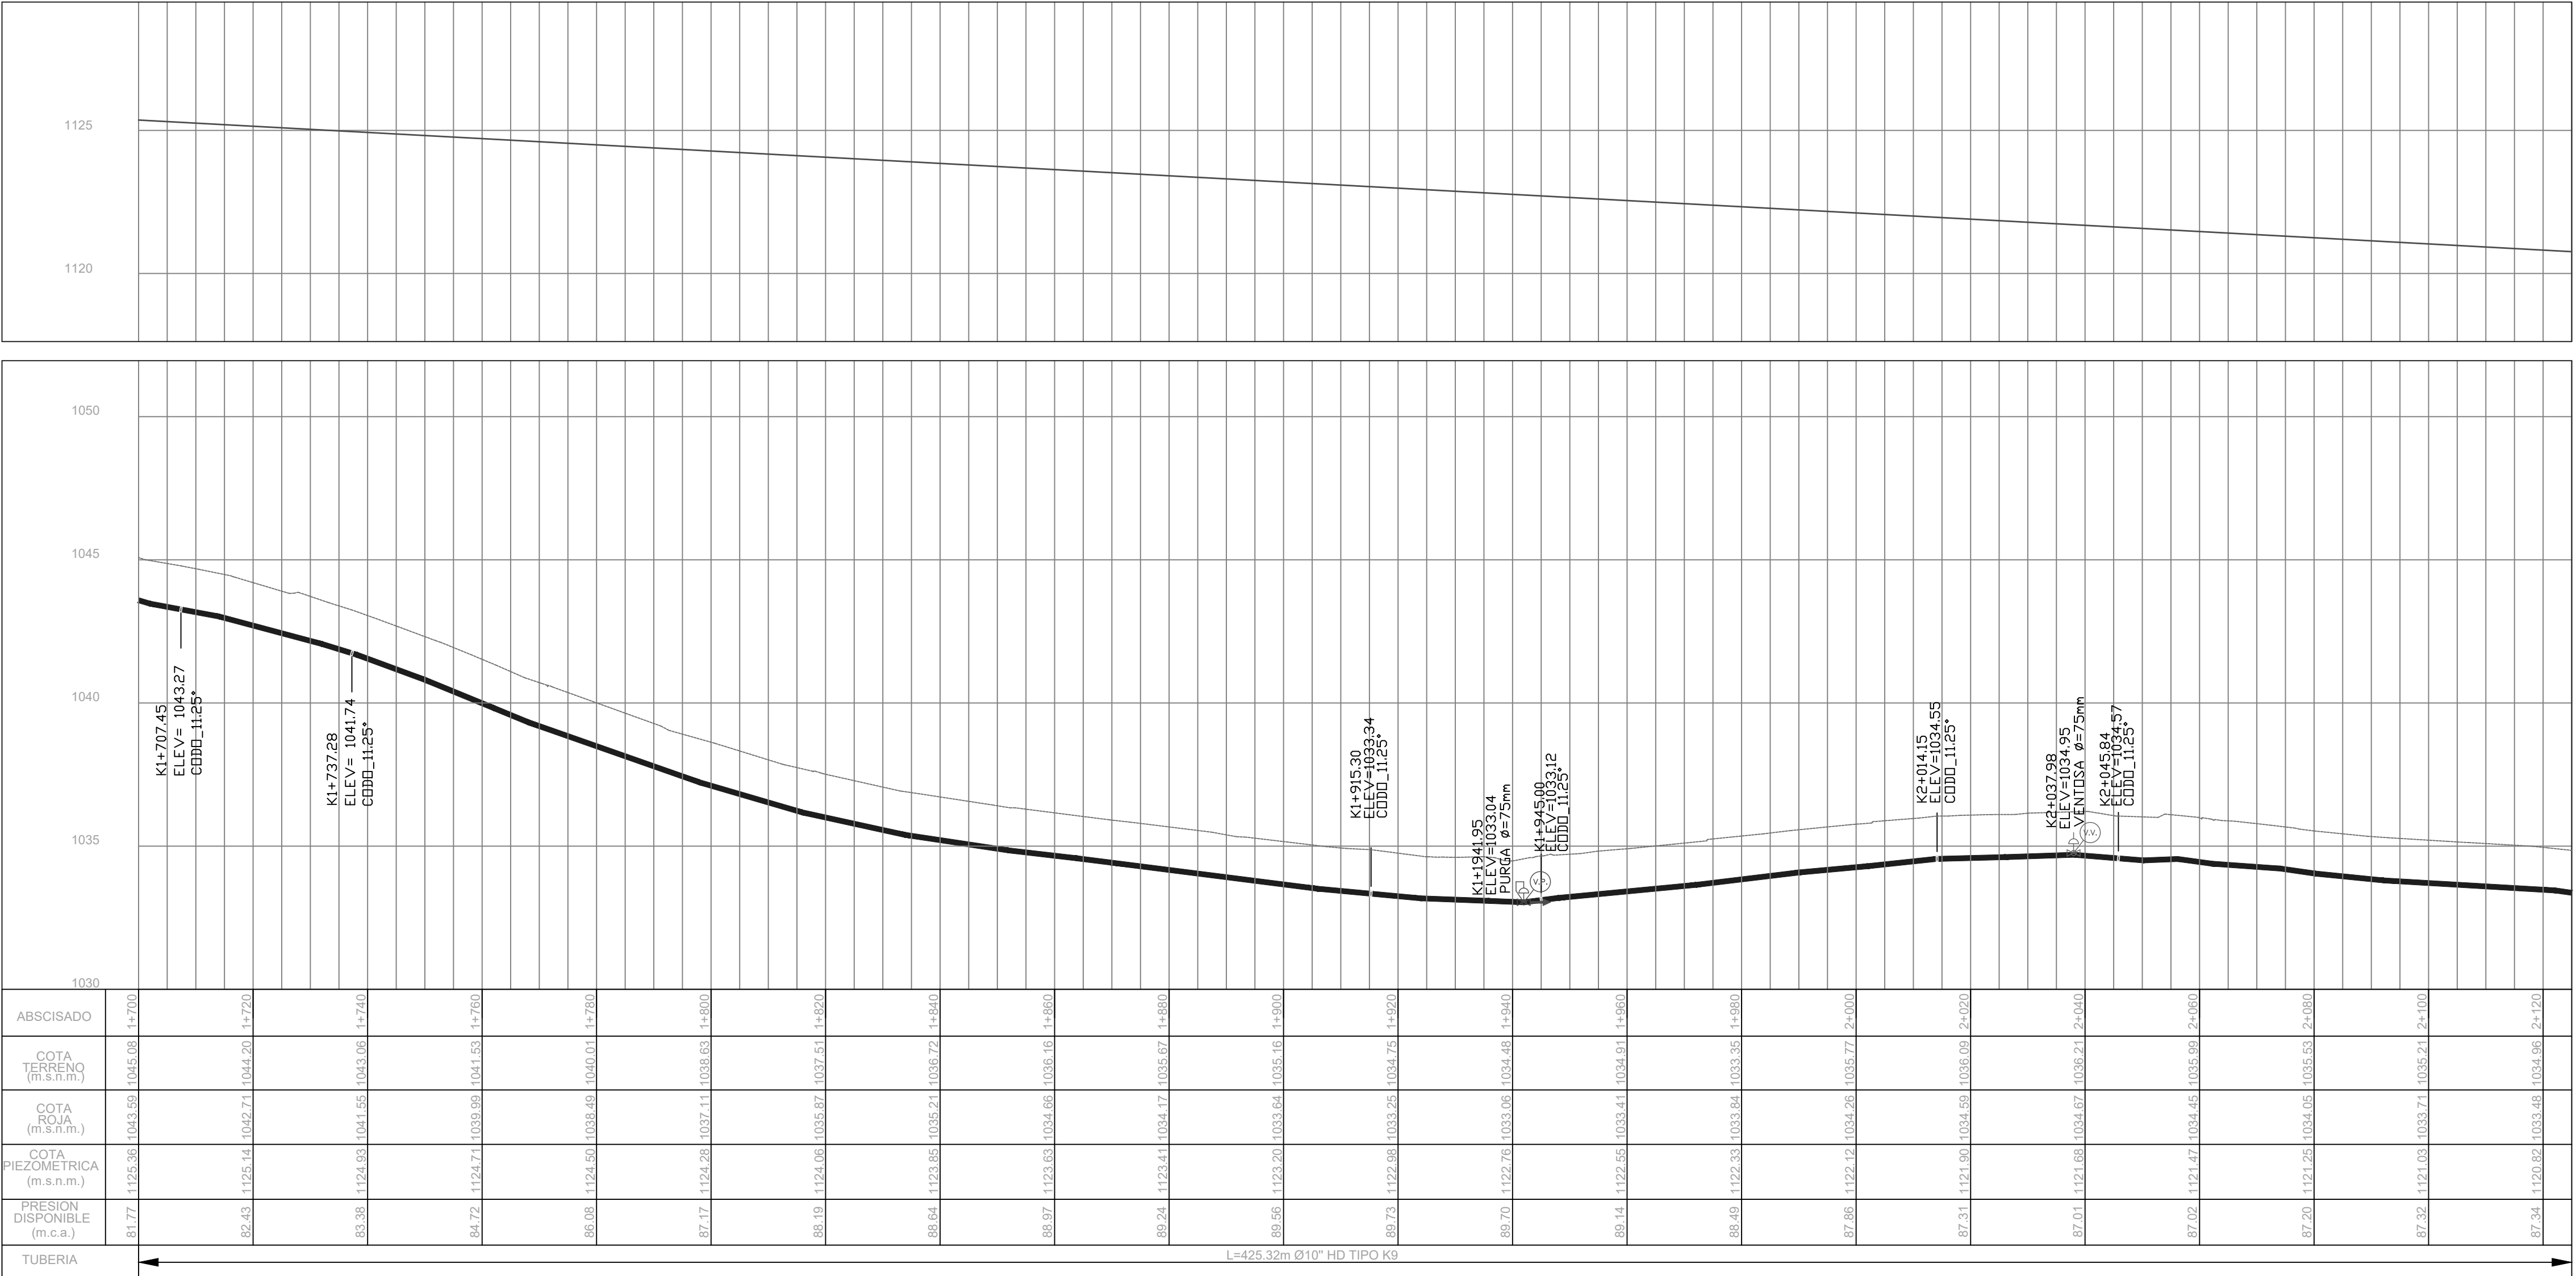 1125
1120
1050
1045
1040
1035
1030
K1+707.45
ELEV= 1043.27
CODO_11.25°
K1+737.28
ELEV= 1041.74
CODO_11.25°
K1+915.30
ELEV=1033.34
CODO_11.25°
K1+1941.95
ELEV=1033.04
PURGA Ø=75mm
V.P.
K1+945.00
ELEV=1033.12
CODO_11.25°
K2+014.15
ELEV=1034.55
CODO_11.25°
K2+037.98
ELEV=1034.95
VENTOSA Ø=75mm
V.V.
K2+045.84
ELEV=1034.57
CODO_11.25°
ABSCISADO
1+700 1+720 1+740 1+760 1+780 1+800 1+820 1+840 1+860 1+880 1+900 1+920 1+940 1+960 1+980 2+000 2+020 2+040 2+060 2+080 2+100 2+120
COTA
TERRENO
(m.s.n.m.)
1045.08 1044.20 1043.06 1041.53 1040.01 1038.63 1037.51 1036.72 1036.16 1035.67 1035.16 1034.75 1034.48 1034.91 1033.35 1035.77 1036.09 1036.21 1035.99 1035.53 1035.21 1034.96
COTA
ROJA
(m.s.n.m.)
1043.59 1042.71 1041.55 1039.99 1038.49 1037.11 1035.87 1035.21 1034.66 1034.17 1033.64 1033.25 1033.06 1033.41 1033.84 1034.26 1034.59 1034.67 1034.45 1034.05 1033.71 1033.48
COTA
PIEZOMETRICA
(m.s.n.m.)
1125.36 1125.14 1124.93 1124.71 1124.50 1124.28 1124.06 1123.85 1123.63 1123.41 1123.20 1122.98 1122.76 1122.55 1122.33 1122.12 1121.90 1121.68 1121.47 1121.25 1121.03 1120.82
PRESION
DISPONIBLE
(m.c.a.)
81.77 82.43 83.38 84.72 86.08 87.17 88.19 88.64 88.97 89.24 89.56 89.73 89.70 89.14 88.49 87.86 87.31 87.01 87.02 87.20 87.32 87.34
TUBERIA
L=425.32m Ø10" HD TIPO K9